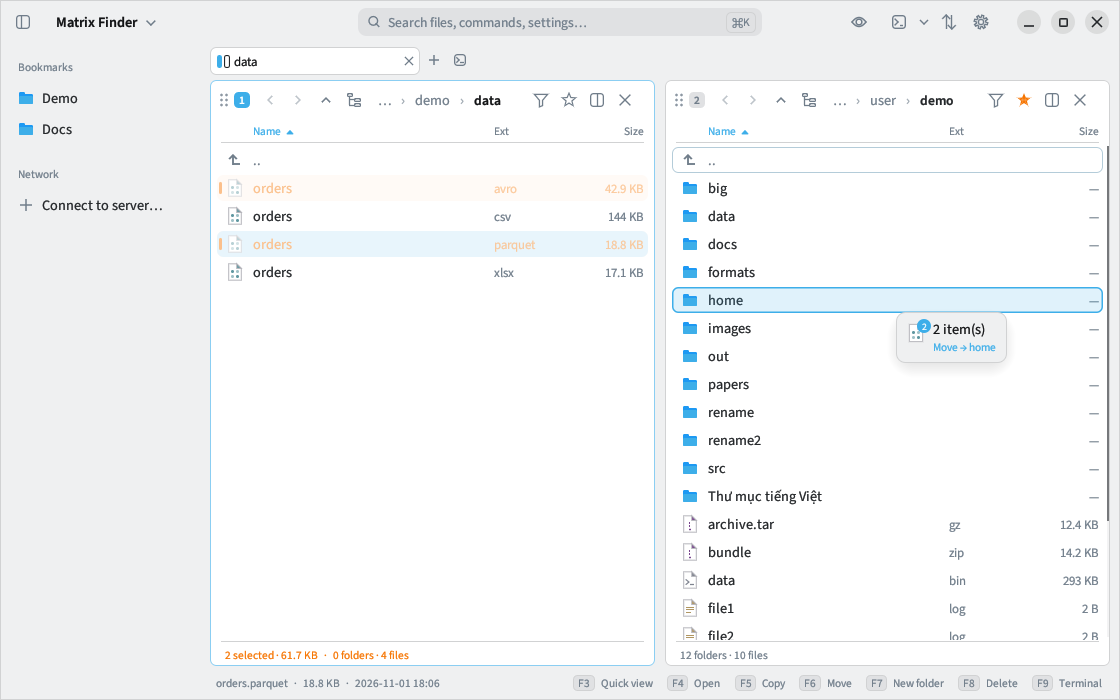 Matrix Finder
Search files, commands, settings…
⌘K
Bookmarks
Demo
Docs
Network
Connect to server…
data
1
… › demo › data
Name
Ext
Size
..
orders avro 42.9 KB
orders csv 144 KB
orders parquet 18.8 KB
orders xlsx 17.1 KB
2 selected · 61.7 KB · 0 folders · 4 files
2
… › user › demo
Name
Ext
Size
..
big —
data —
docs —
formats —
home —
images —
out —
papers —
rename —
rename2 —
src —
Thư mục tiếng Việt —
archive.tar gz 12.4 KB
bundle zip 14.2 KB
data bin 293 KB
file1 log 2 B
file2 log 2 B
2
2 item(s)
Move → home
12 folders · 10 files
orders.parquet · 18.8 KB · 2026-11-01 18:06
F3 Quick view F4 Open F5 Copy F6 Move F7 New folder F8 Delete F9 Terminal